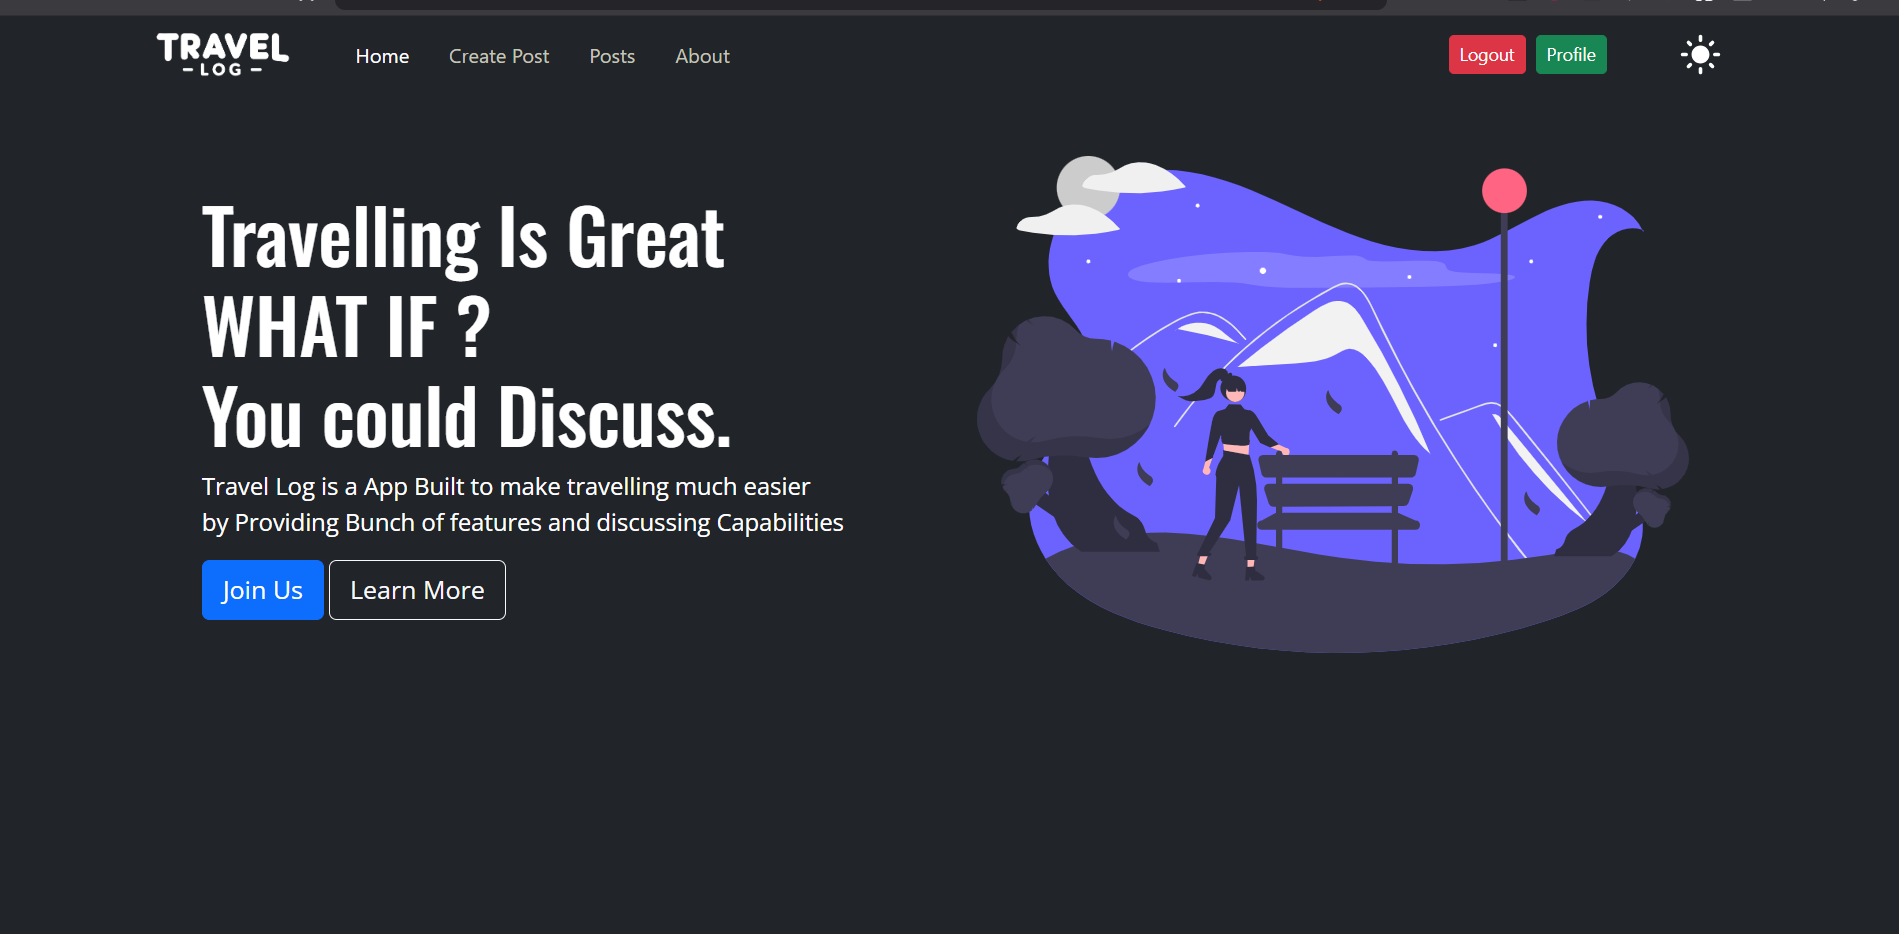 TRAVEL
- LOG -
Home Create Post Posts About
Logout Profile
Travelling Is Great
WHAT IF ?
You could Discuss.
Travel Log is a App Built to make travelling much easier
by Providing Bunch of features and discussing Capabilities
Join Us Learn More